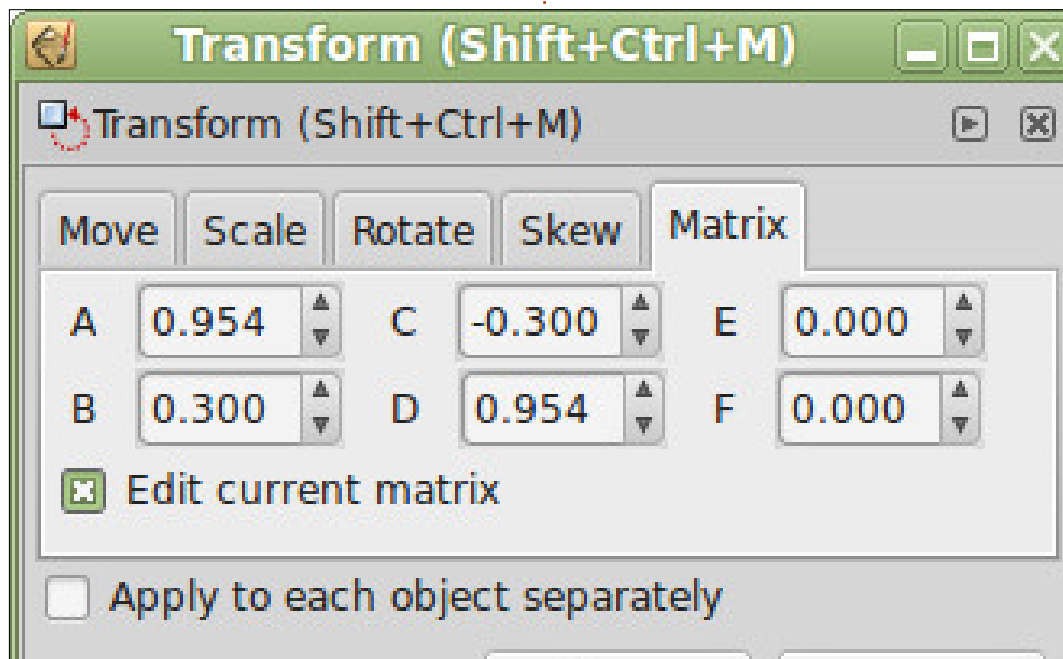 Transform (Shift+Ctrl+M)
Transform (Shift+Ctrl+M)
Move Scale Rotate Skew Matrix
A 0.954 C -0.300 E 0.000
B 0.300 D 0.954 F 0.000
Edit current matrix
Apply to each object separately